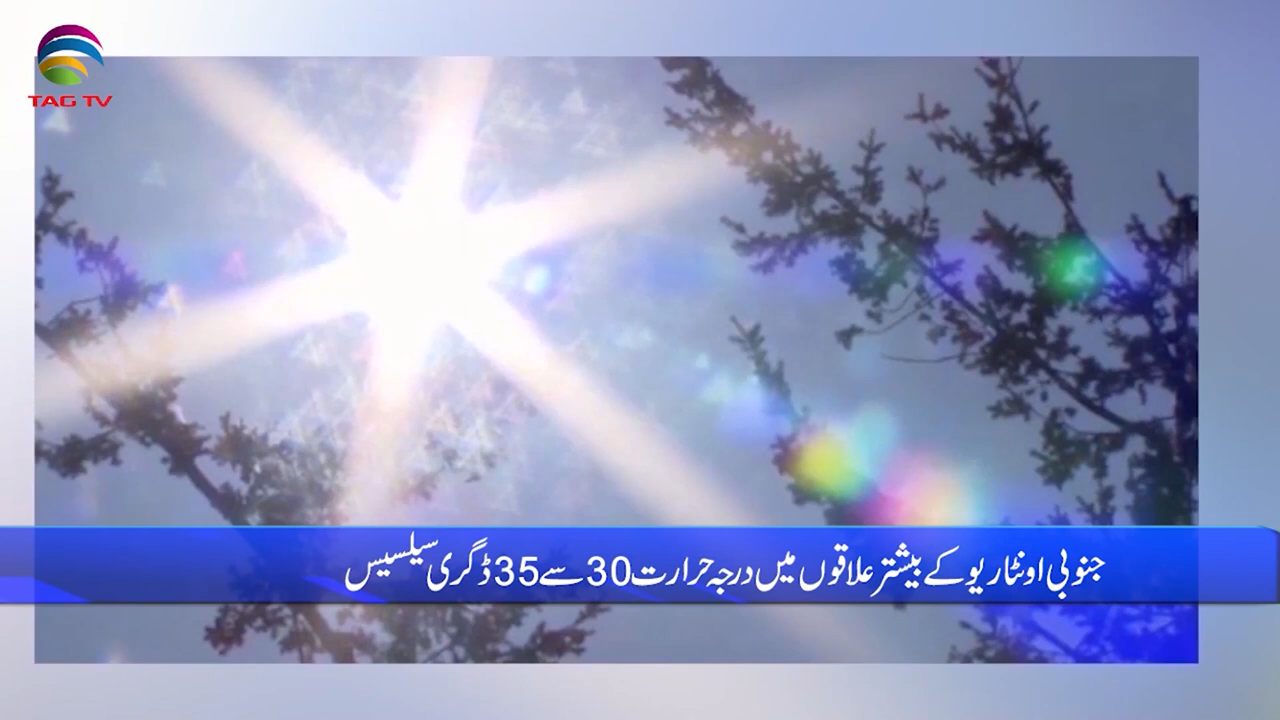 TAG TV
جنوبی اونٹاریو کے بیشتر علاقوں میں درجہ حرارت 30 سے 35 ڈگری سیلسیس